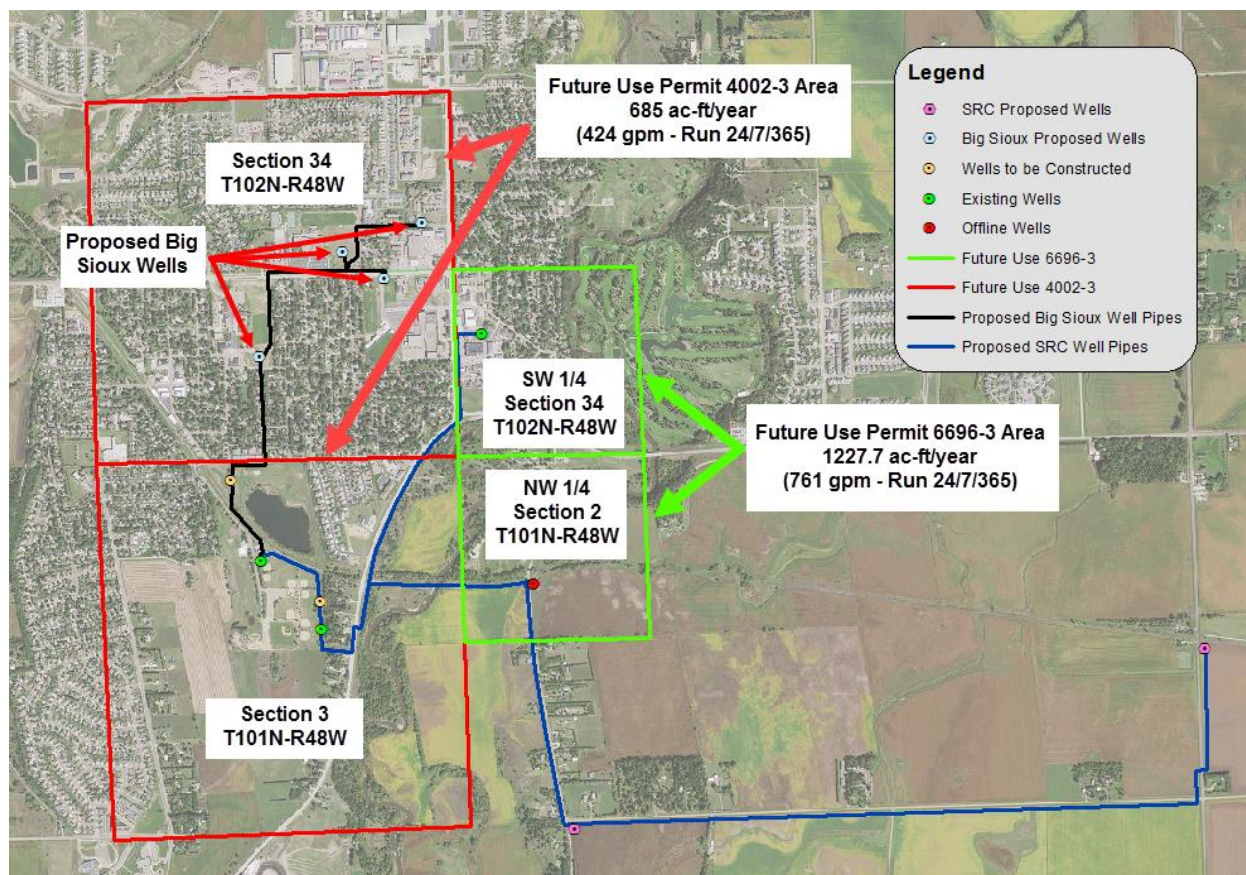 Future Use Permit 4002-3 Area
685 ac-ft/year
(424 gpm - Run 24/7/365)
Section 34
T102N-R48W
Proposed Big
Sioux Wells
SW 1/4
Section 34
T102N-R48W
NW 1/4
Section 2
T101N-R48W
Future Use Permit 6696-3 Area
1227.7 ac-ft/year
(761 gpm - Run 24/7/365)
Section 3
T101N-R48W
Legend
SRC Proposed Wells
Big Sioux Proposed Wells
Wells to be Constructed
Existing Wells
Offline Wells
Future Use 6696-3
Future Use 4002-3
Proposed Big Sioux Well Pipes
Proposed SRC Well Pipes